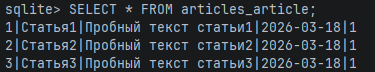 sqlite> SELECT * FROM articles_article;
1|Статья1|Пробный текст статьи1|2026-03-18|1
2|Статья2|Пробный текст статьи2|2026-03-18|1
3|Статья3|Пробный текст статьи3|2026-03-18|1